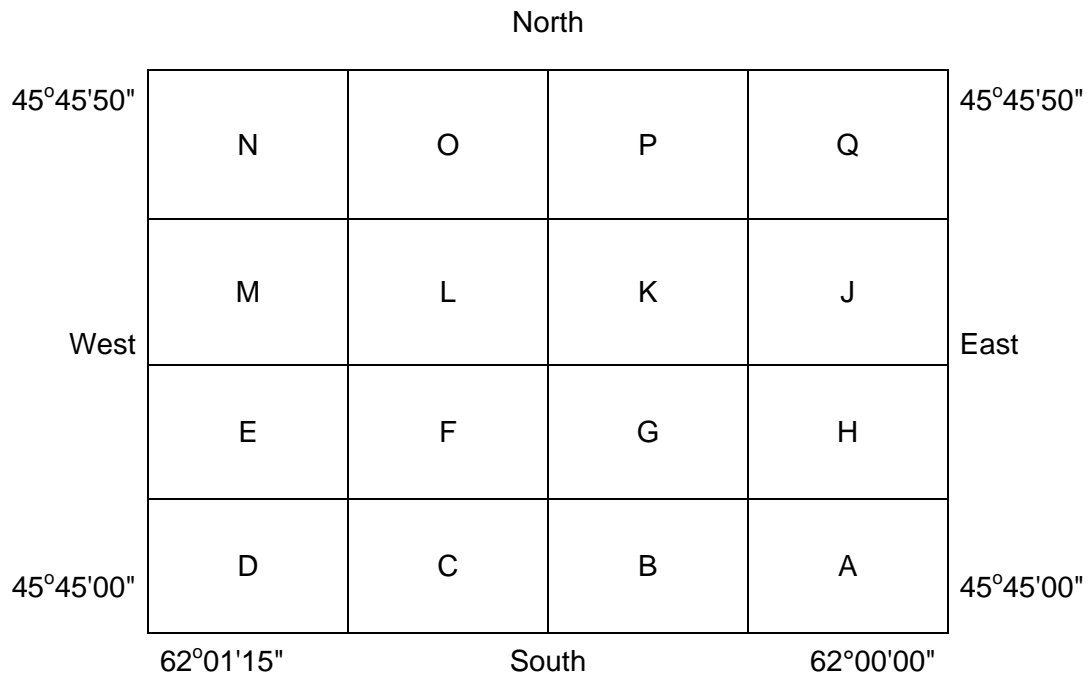 North
45°45'50" 45°45'50"
N O P Q
M L K J
West East
E F G H
D C B A
45°45'00" 45°45'00"
62°01'15" South 62°00'00"